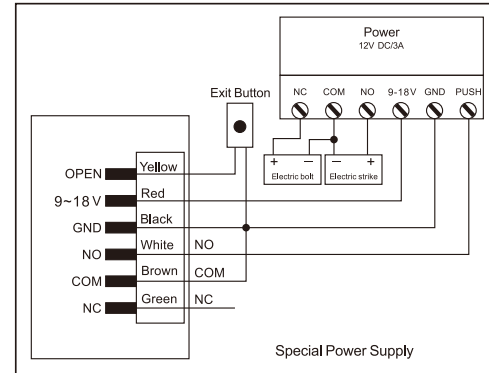 Power
12V DC/3A
NC COM NO 9-18V GND PUSH
Exit Button
+ − − +
Electric bolt Electric strike
OPEN Yellow
9~18V Red
GND Black
NO White NO
COM Brown COM
NC Green NC
Special Power Supply